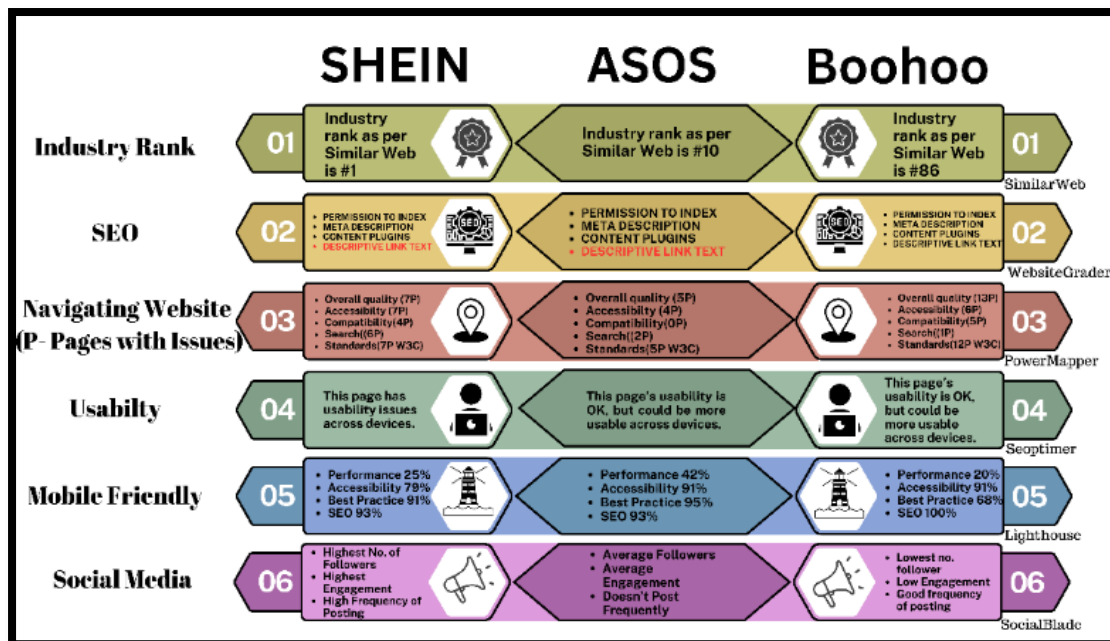 SHEIN ASOS Boohoo
Industry Rank
01
Industry
rank as per
Similar Web
is #1
Industry rank as per
Similar Web is #10
Industry
rank as per
Similar Web
is #86
01
SimilarWeb
SEO
02
• PERMISSION TO INDEX
• META DESCRIPTION
• CONTENT PLUGINS
• DESCRIPTIVE LINK TEXT
SEO
• PERMISSION TO INDEX
• META DESCRIPTION
• CONTENT PLUGINS
• DESCRIPTIVE LINK TEXT
SEO
• PERMISSION TO INDEX
• META DESCRIPTION
• CONTENT PLUGINS
• DESCRIPTIVE LINK TEXT
02
WebsiteGrader
Navigating Website
(P- Pages with Issues)
03
• Overall quality (7P)
• Accessibilty (7P)
• Compatibility(4P)
• Search((6P)
• Standards(7P W3C)
• Overall quality (5P)
• Accessibilty (4P)
• Compatibility(0P)
• Search((2P)
• Standards(5P W3C)
• Overall quality (13P)
• Accessibilty (6P)
• Compatibility(5P)
• Search((1P)
• Standards(12P W3C)
03
PowerMapper
Usabilty
04
This page has
usability issues
across devices.
This page's usability is
OK, but could be more
usable across devices.
This page's
usability is OK,
but could be
more usable
across devices.
04
Seoptimer
Mobile Friendly
05
• Performance 25%
• Accessibility 79%
• Best Practice 91%
• SEO 93%
• Performance 42%
• Accessibility 91%
• Best Practice 95%
• SEO 93%
• Performance 20%
• Accessibility 91%
• Best Practice 68%
• SEO 100%
05
Lighthouse
Social Media
06
• Highest No. of
Followers
• Highest
Engagement
• High Frequency of
Posting
• Average Followers
• Average
Engagement
• Doesn't Post
Frequently
• Lowest no.
follower
• Low Engagement
• Good frequency
of posting
06
SocialBlade